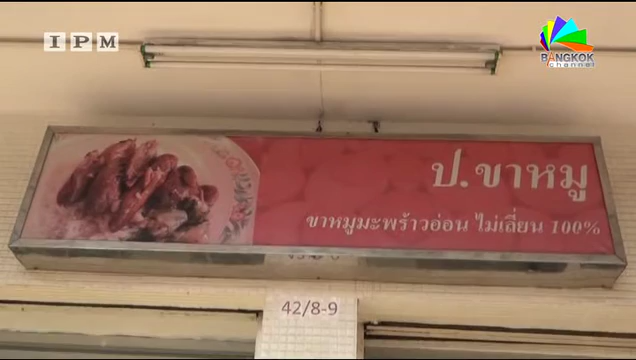 IPM
BANGKOK
channel
ป.ขาหมู
ขาหมูมะพร้าวอ่อน ไม่เลี่ยน 100%
42/8-9